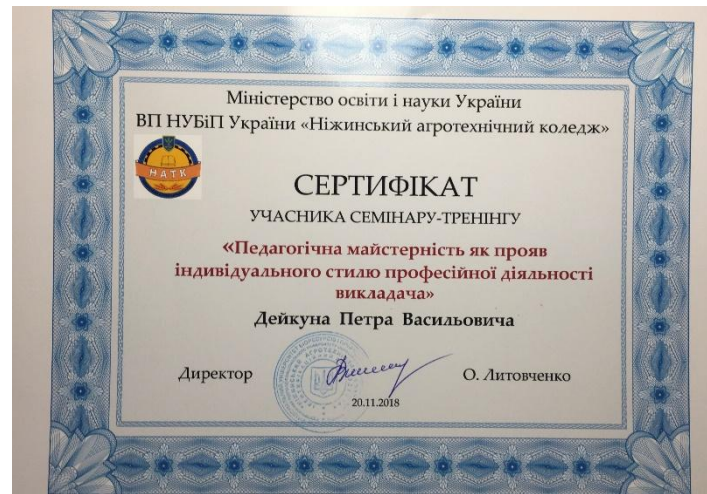 Міністерство освіти і науки України
ВП НУБіП України «Ніжинський агротехнічний коледж»
НАТК
СЕРТИФІКАТ
УЧАСНИКА СЕМІНАРУ-ТРЕНІНГУ
«Педагогічна майстерність як прояв
індивідуального стилю професійної діяльності
викладача»
Дейкуна Петра Васильовича
Директор О. Литовченко
20.11.2018